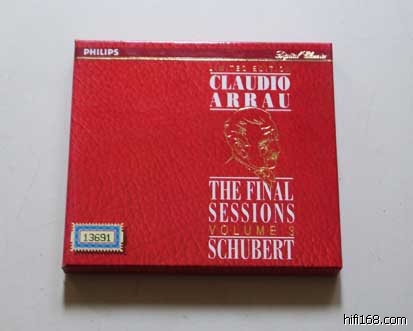 PHILIPS
Digital Classics
LIMITED EDITION
CLAUDIO
ARRAU
THE FINAL
SESSIONS
VOLUME 3
SCHUBERT
13691
hifi168.com